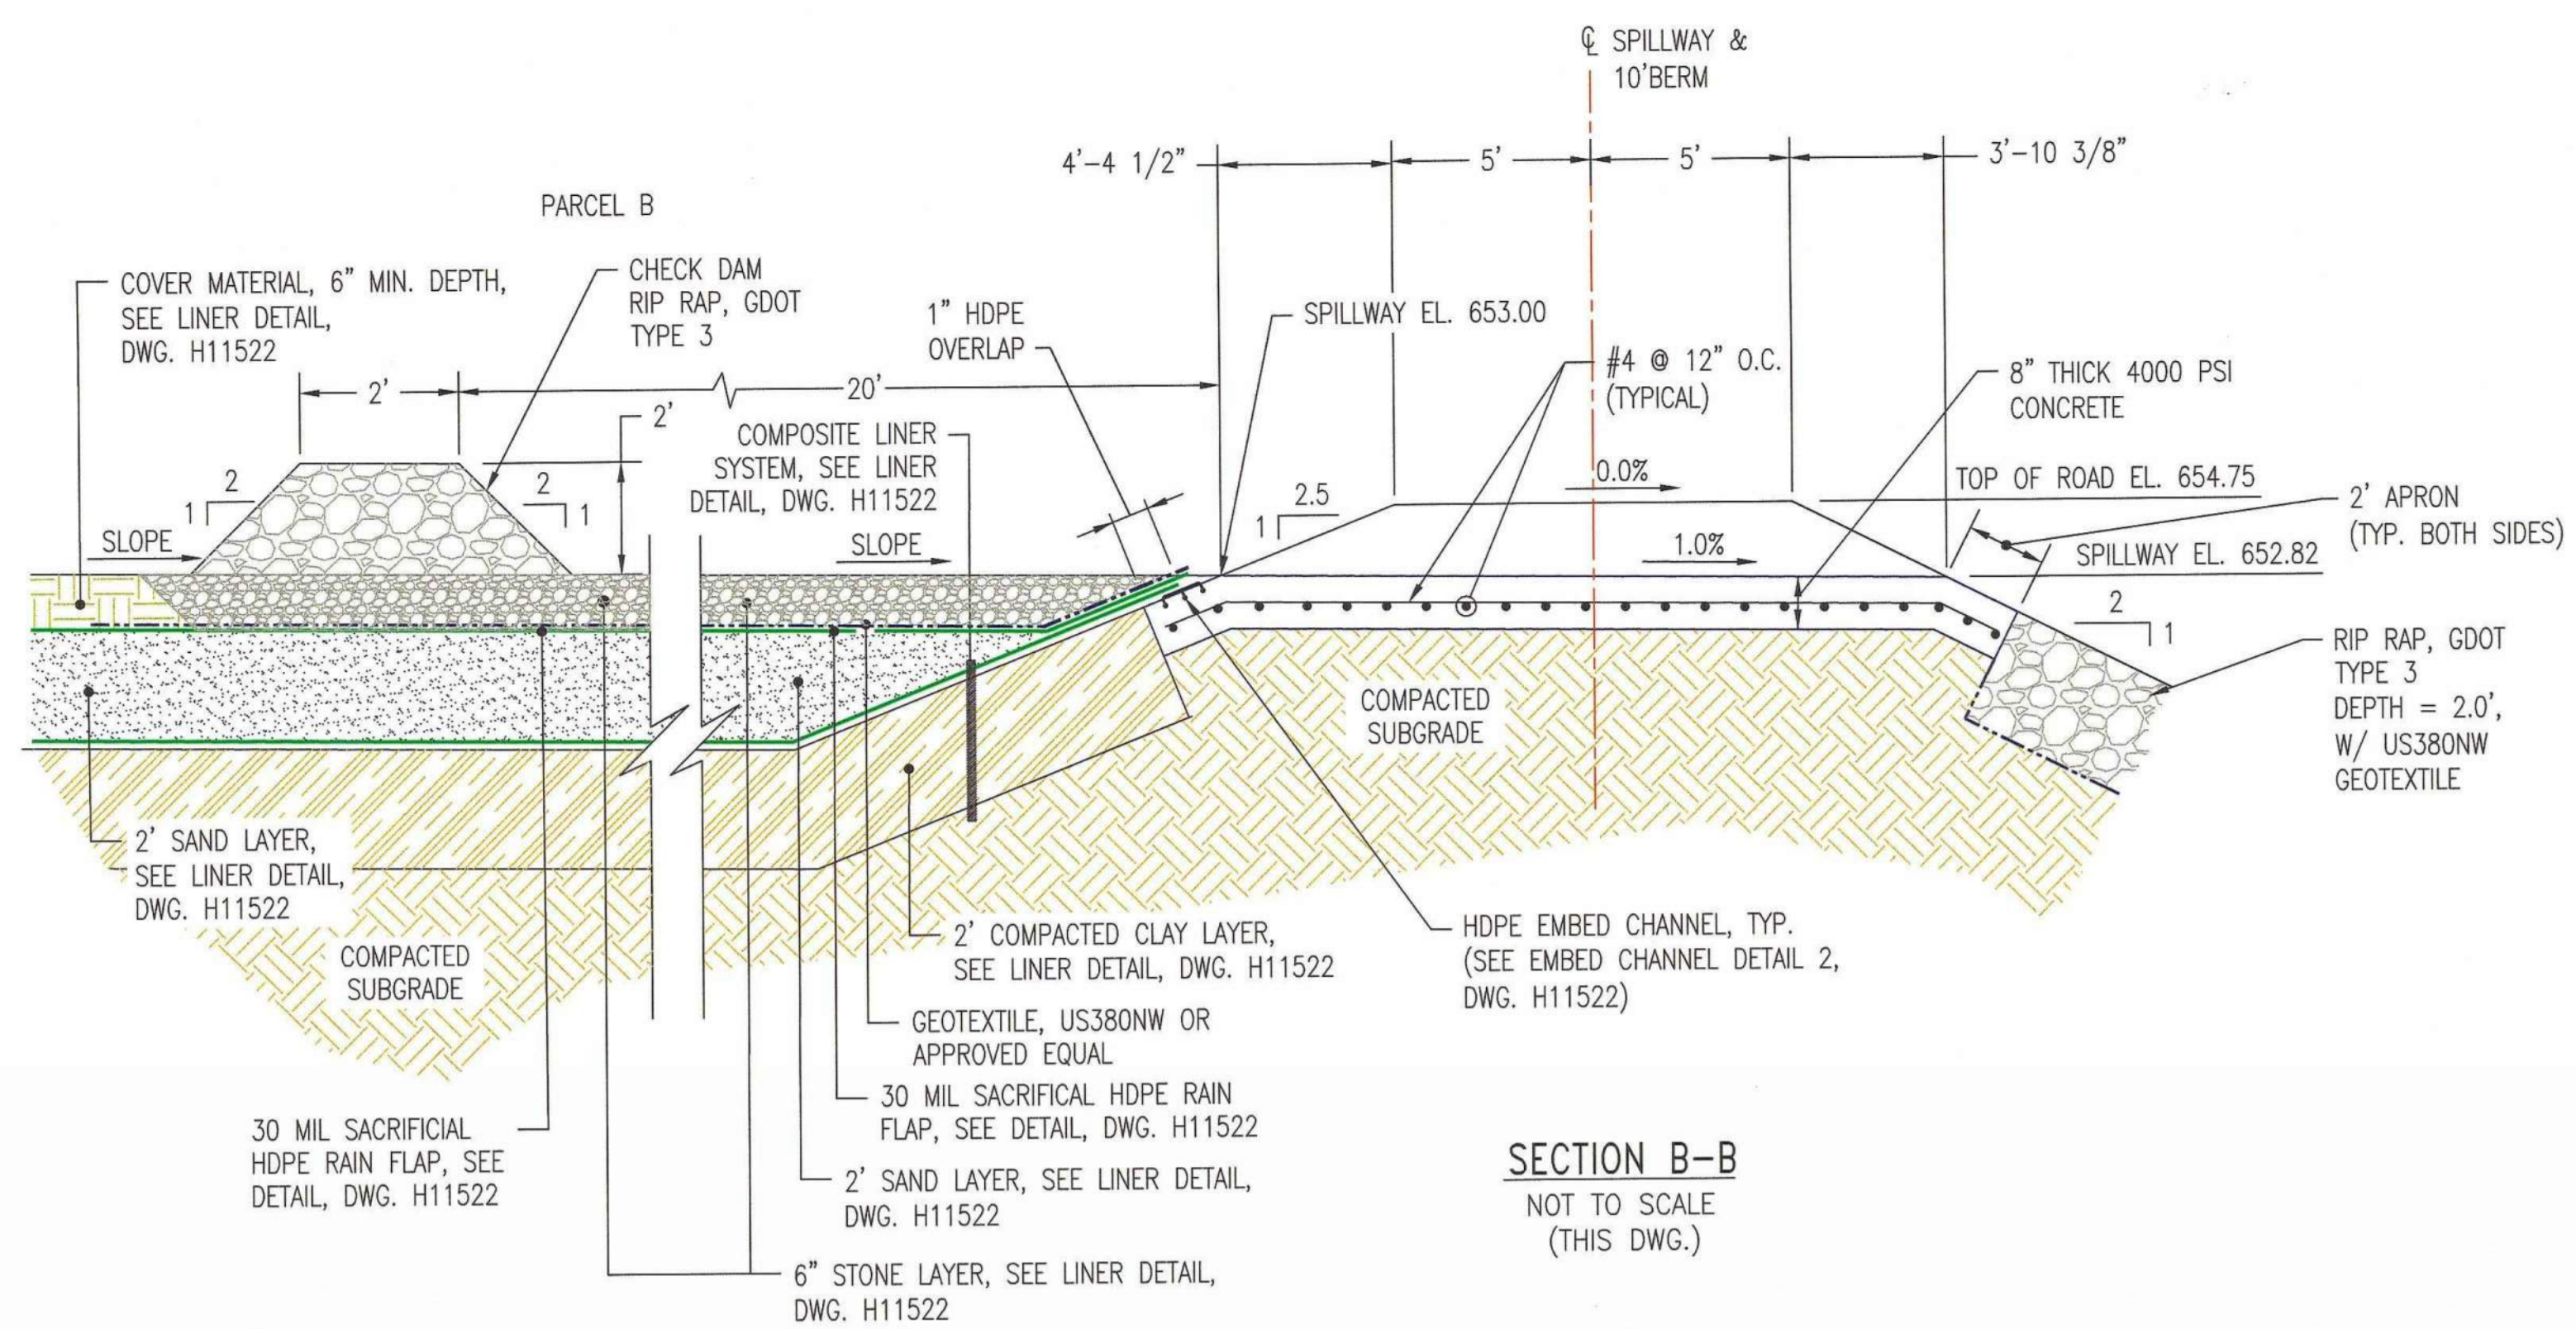 ℄ SPILLWAY &
10'BERM
4'-4 1/2"
5'
5'
3'-10 3/8"
PARCEL B
COVER MATERIAL, 6" MIN. DEPTH,
SEE LINER DETAIL,
DWG. H11522
CHECK DAM
RIP RAP, GDOT
TYPE 3
1" HDPE
OVERLAP
SPILLWAY EL. 653.00
#4 @ 12" O.C.
(TYPICAL)
8" THICK 4000 PSI
CONCRETE
2'
20'
2'
COMPOSITE LINER
SYSTEM, SEE LINER
DETAIL, DWG. H11522
2
1
2
1
SLOPE
SLOPE
2.5
1
0.0%
1.0%
TOP OF ROAD EL. 654.75
2' APRON
(TYP. BOTH SIDES)
SPILLWAY EL. 652.82
2
1
RIP RAP, GDOT
TYPE 3
DEPTH = 2.0',
W/ US380NW
GEOTEXTILE
COMPACTED
SUBGRADE
2' SAND LAYER,
SEE LINER DETAIL,
DWG. H11522
COMPACTED
SUBGRADE
2' COMPACTED CLAY LAYER,
SEE LINER DETAIL, DWG. H11522
HDPE EMBED CHANNEL, TYP.
(SEE EMBED CHANNEL DETAIL 2,
DWG. H11522)
GEOTEXTILE, US380NW OR
APPROVED EQUAL
30 MIL SACRIFICAL HDPE RAIN
FLAP, SEE DETAIL, DWG. H11522
30 MIL SACRIFICIAL
HDPE RAIN FLAP, SEE
DETAIL, DWG. H11522
2' SAND LAYER, SEE LINER DETAIL,
DWG. H11522
6" STONE LAYER, SEE LINER DETAIL,
DWG. H11522
SECTION B-B
NOT TO SCALE
(THIS DWG.)